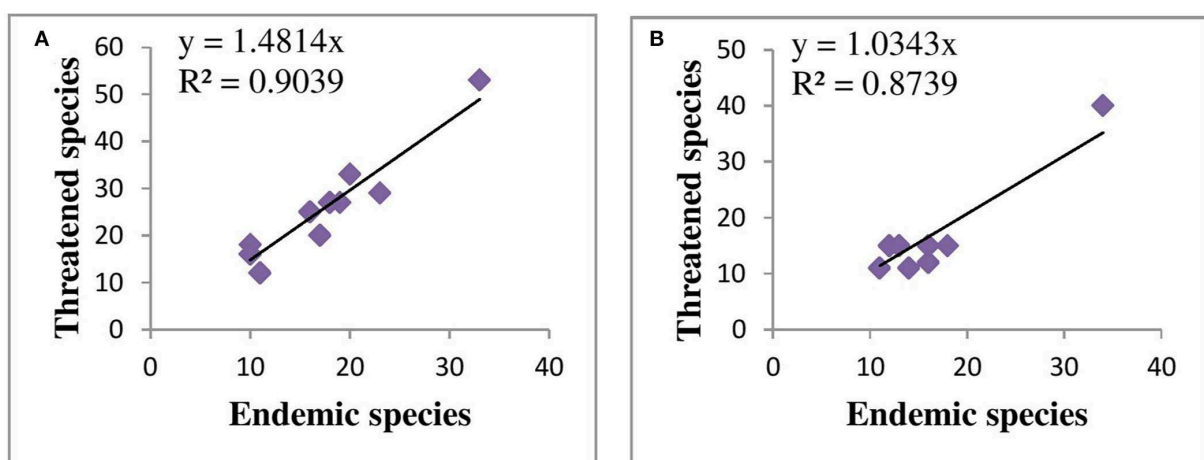 A
y = 1.4814x
R² = 0.9039
Threatened species
60
50
40
30
20
10
0
0 10 20 30 40
Endemic species
B
y = 1.0343x
R² = 0.8739
Threatened species
50
40
30
20
10
0
0 10 20 30 40
Endemic species